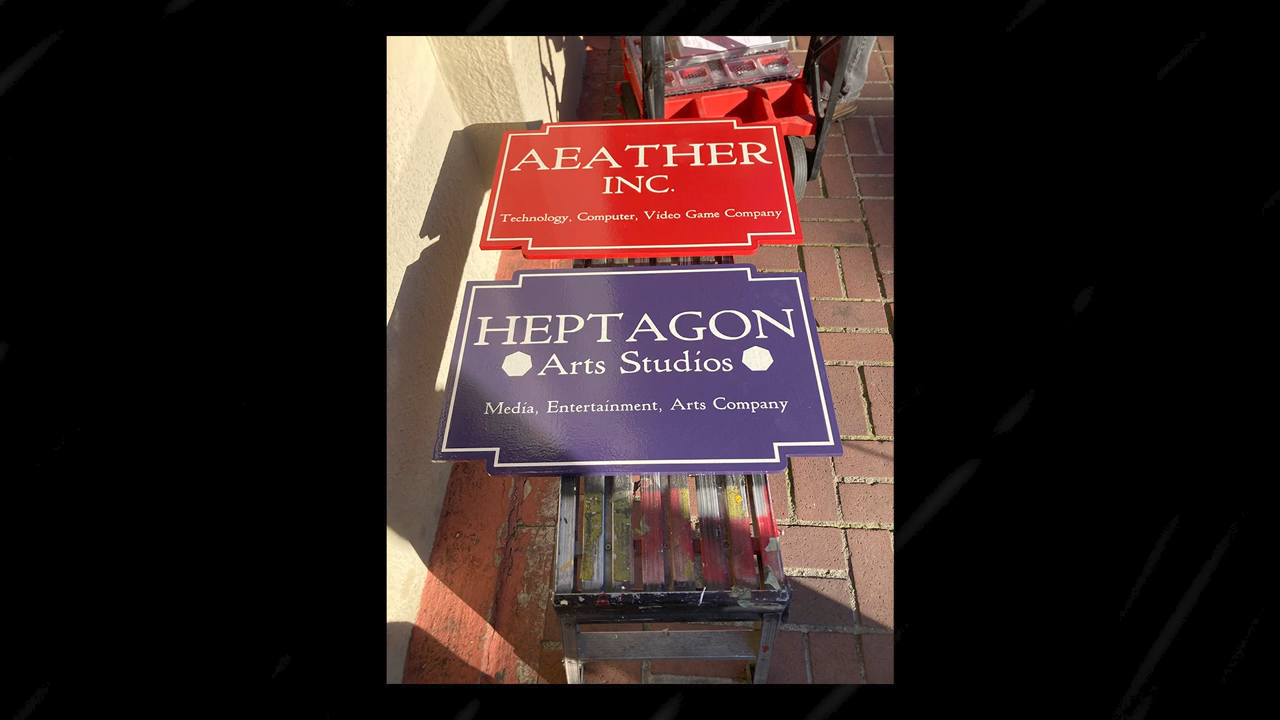 AEATHER
INC.
Technology, Computer, Video Game Company
HEPTAGON
Arts Studios
Media, Entertainment, Arts Company